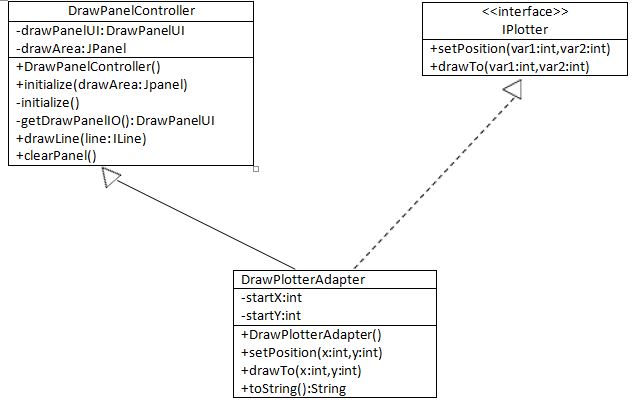 DrawPanelController
-drawPanelUI:DrawPanelUI
-drawArea:JPanel
+DrawPanelController()
+initialize(drawArea:Jpanel)
-initialize()
-getDrawPanelIO():DrawPanelUI
+drawLine(line:ILine)
+clearPanel()
<<interface>>
IPlotter
+setPosition(var1:int,var2:int)
+drawTo(var1:int,var2:int)
DrawPlotterAdapter
-startX:int
-startY:int
+DrawPlotterAdapter()
+setPosition(x:int,y:int)
+drawTo(x:int,y:int)
+toString():String